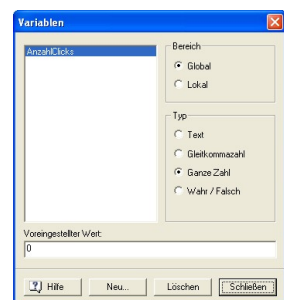 Variablen
AnzahlClicks
Bereich
Global
Lokal
Typ
Text
Gleitkommazahl
Ganze Zahl
Wahr / Falsch
Voreingestellter Wert:
0
Hilfe
Neu...
Löschen
Schließen